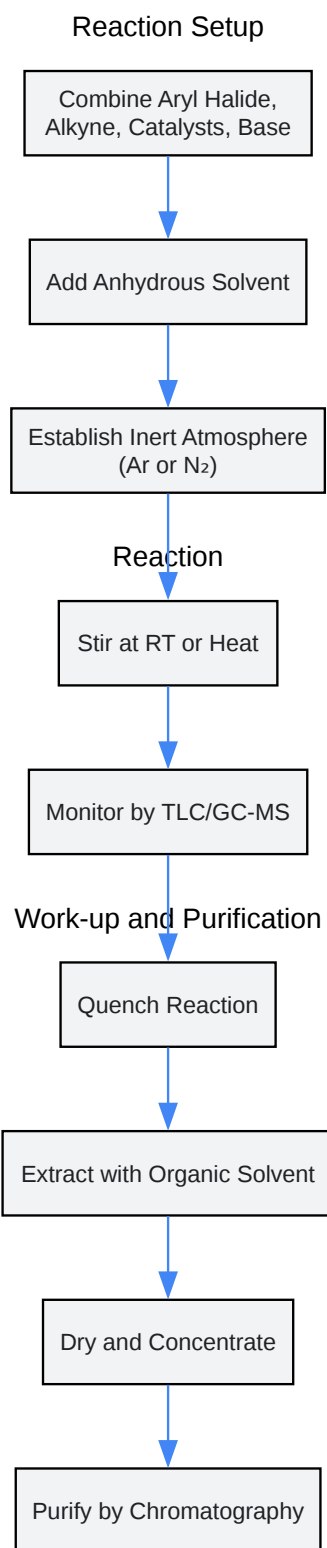 Reaction Setup
Combine Aryl Halide,
Alkyne, Catalysts, Base
Add Anhydrous Solvent
Establish Inert Atmosphere
(Ar or N₂)
Reaction
Stir at RT or Heat
Monitor by TLC/GC-MS
Work-up and Purification
Quench Reaction
Extract with Organic Solvent
Dry and Concentrate
Purify by Chromatography